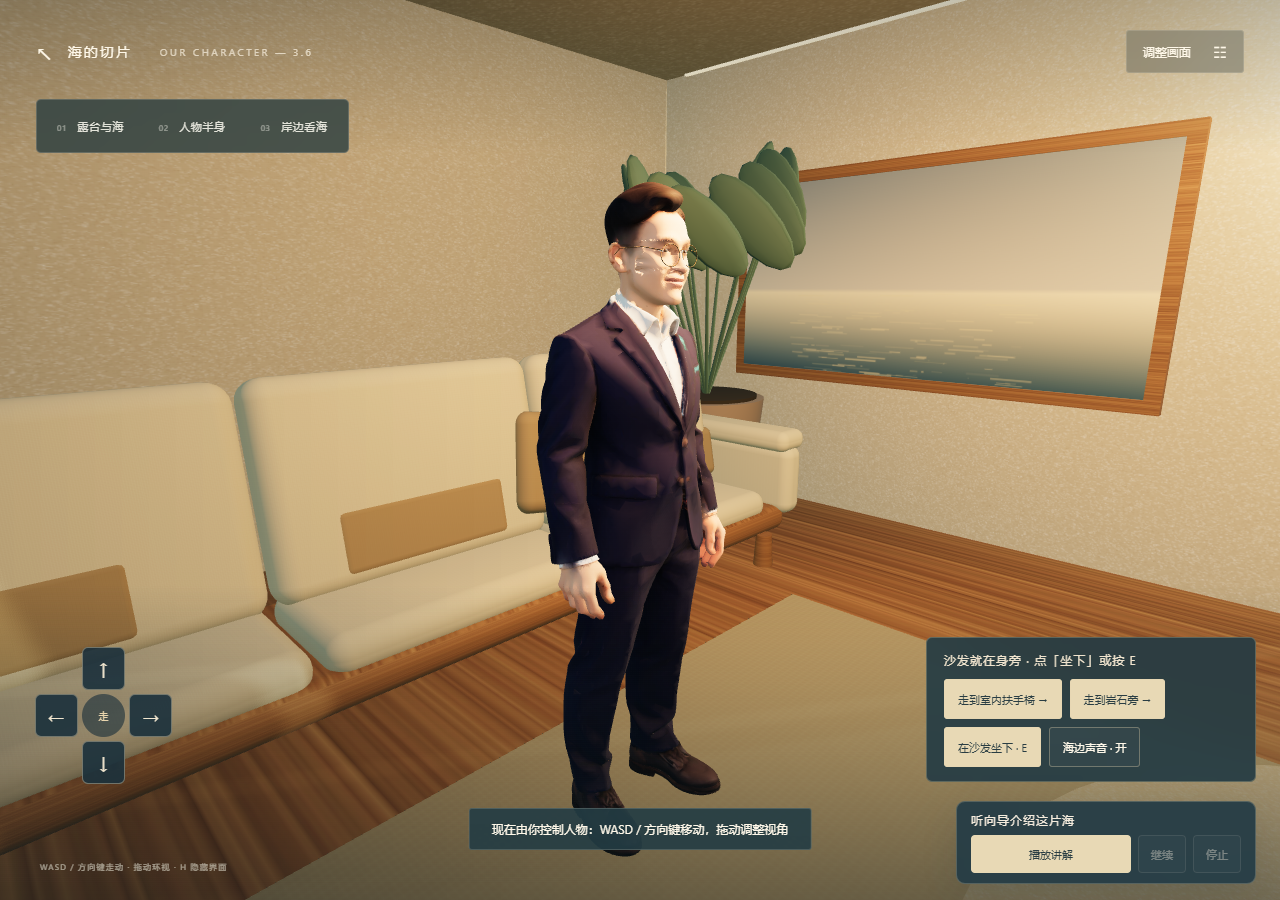 ↖ 海的切片 OUR CHARACTER — 3.6
调整画面
01 露台与海 02 人物半身 03 岸边看海
↑
← 走 →
↓
沙发就在身旁 · 点「坐下」或按 E
走到室内扶手椅 → 走到岩石旁 →
在沙发坐下 · E 海边声音 · 开
现在由你控制人物：WASD / 方向键移动，拖动调整视角
听向导介绍这片海
播放讲解 继续 停止
WASD / 方向键走动 · 拖动环视 · H 隐藏界面